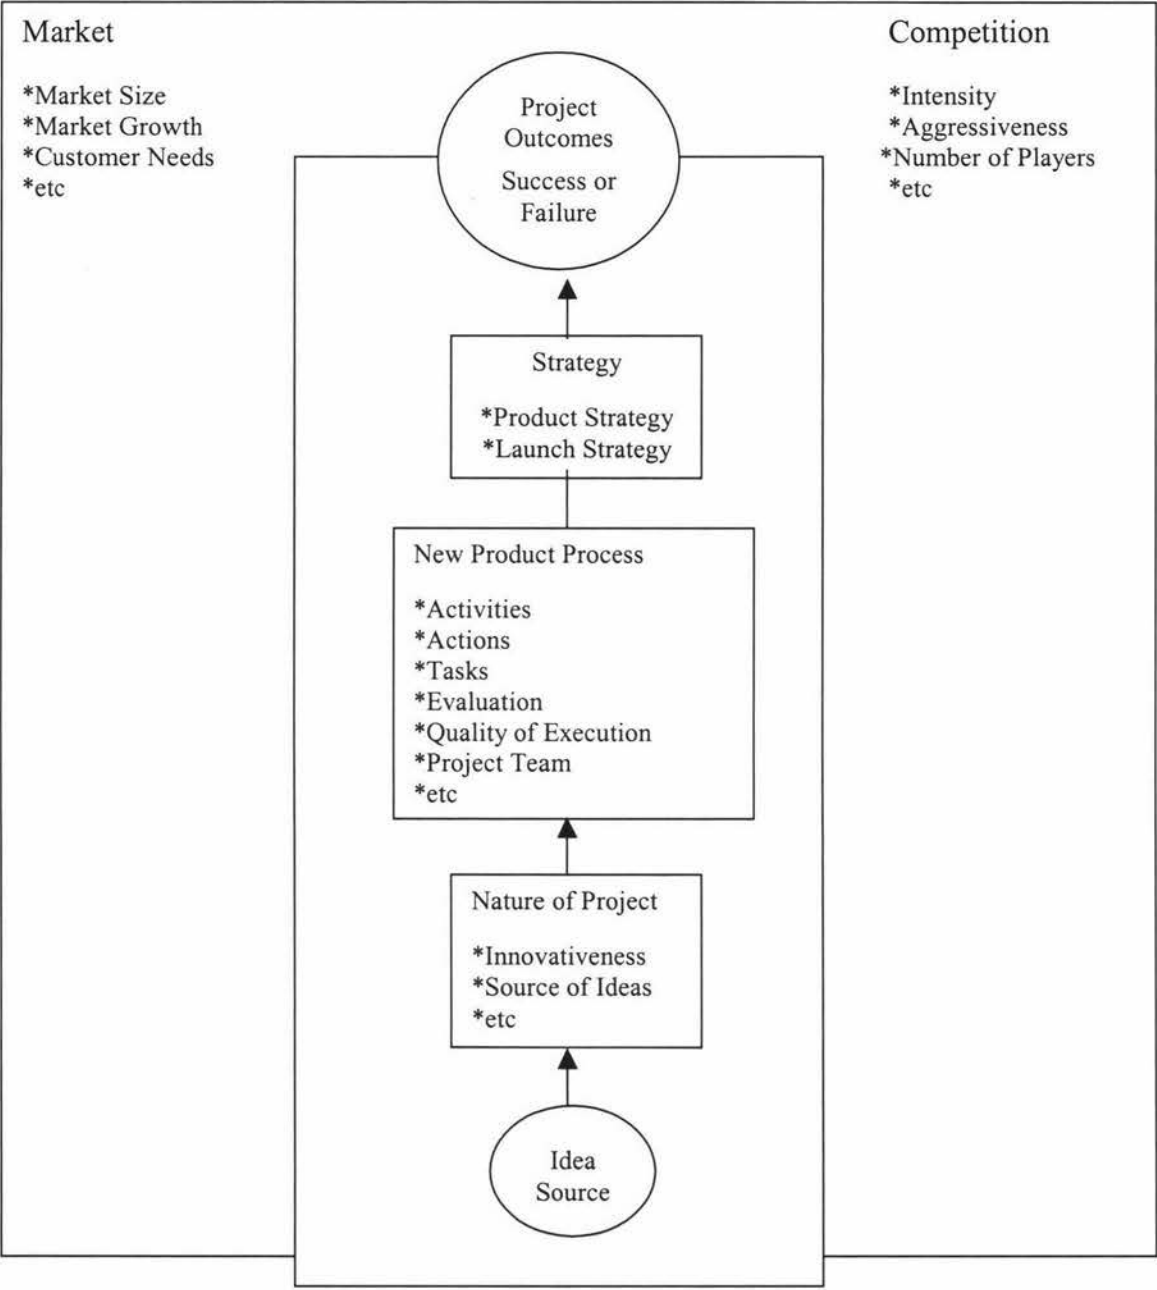 Market
*Market Size
*Market Growth
*Customer Needs
*etc
Competition
*Intensity
*Aggressiveness
*Number of Players
*etc
Project
Outcomes
Success or
Failure
Strategy
*Product Strategy
*Launch Strategy
New Product Process
*Activities
*Actions
*Tasks
*Evaluation
*Quality of Execution
*Project Team
*etc
Nature of Project
*Innovativeness
*Source of Ideas
*etc
Idea
Source